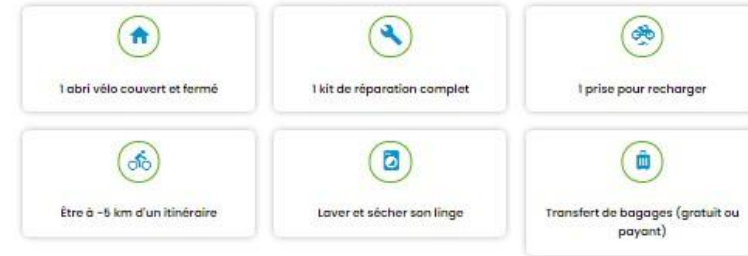 1 abri vélo couvert et fermé
1 kit de réparation complet
1 prise pour recharger
Être à -5 km d'un itinéraire
Laver et sécher son linge
Transfert de bagages (gratuit ou
payant)